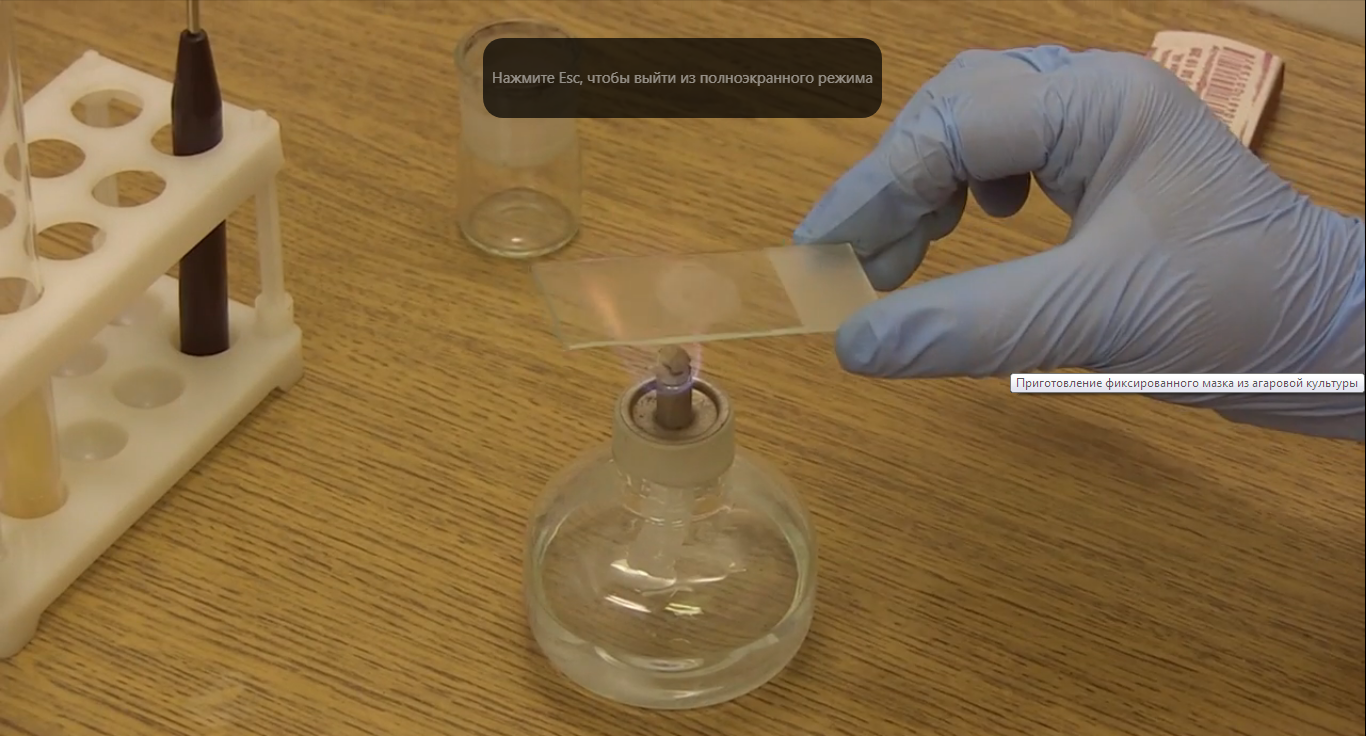 Нажмите Esc, чтобы выйти из полноэкранного режима
Приготовление фиксированного мазка из агаровой культуры